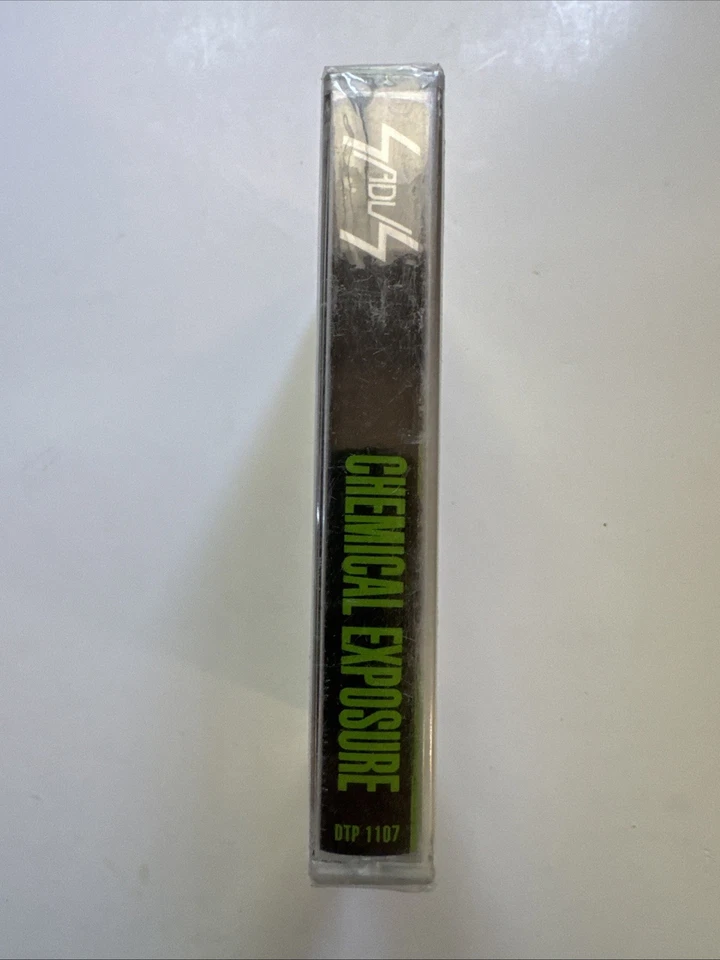 SADUS
CHEMICAL EXPOSURE
DTP 1107